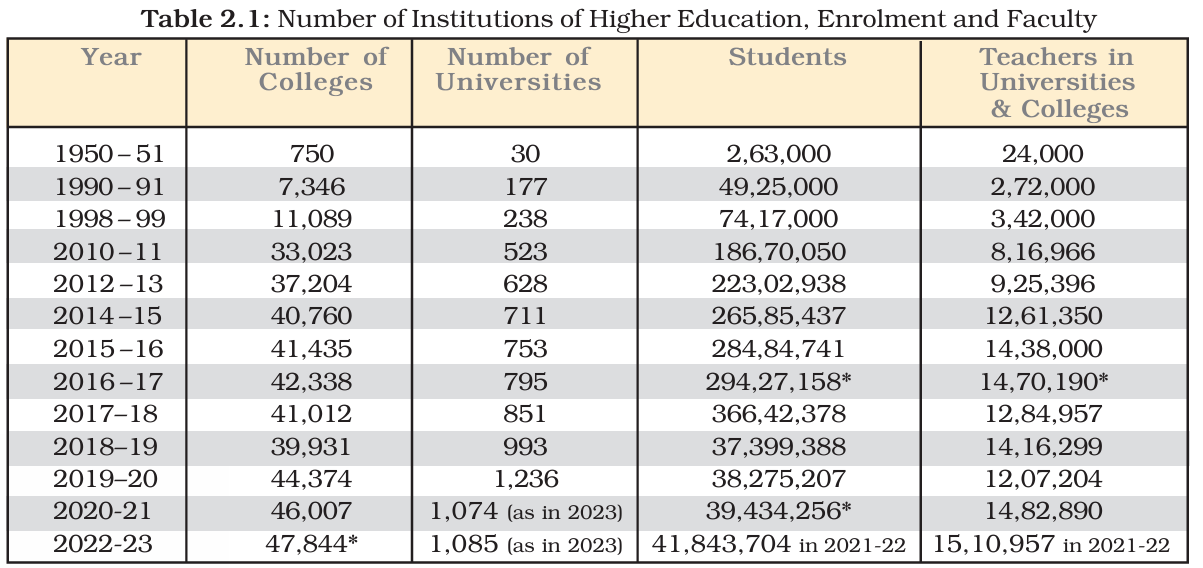 Table 2.1: Number of Institutions of Higher Education, Enrolment and Faculty
Year Number of Colleges Number of Universities Students Teachers in Universities & Colleges
1950–51 750 30 2,63,000 24,000
1990–91 7,346 177 49,25,000 2,72,000
1998–99 11,089 238 74,17,000 3,42,000
2010–11 33,023 523 186,70,050 8,16,966
2012–13 37,204 628 223,02,938 9,25,396
2014–15 40,760 711 265,85,437 12,61,350
2015–16 41,435 753 284,84,741 14,38,000
2016–17 42,338 795 294,27,158* 14,70,190*
2017–18 41,012 851 366,42,378 12,84,957
2018–19 39,931 993 37,399,388 14,16,299
2019–20 44,374 1,236 38,275,207 12,07,204
2020-21 46,007 1,074 (as in 2023) 39,434,256* 14,82,890
2022-23 47,844* 1,085 (as in 2023) 41,843,704 in 2021-22 15,10,957 in 2021-22